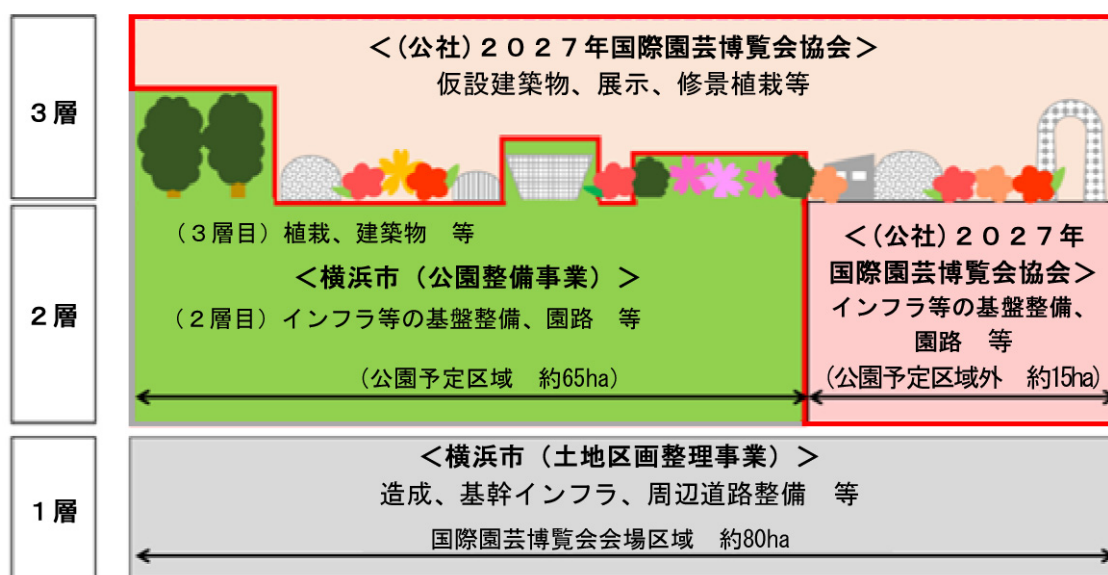 ３層
＜(公社)２０２７年国際園芸博覧会協会＞
仮設建築物、展示、修景植栽等
２層
（３層目）植栽、建築物　等
＜横浜市（公園整備事業）＞
（２層目）インフラ等の基盤整備、園路　等
(公園予定区域　約65ha)
＜(公社)２０２７年
国際園芸博覧会協会＞
インフラ等の基盤整備、
園路　等
(公園予定区域外　約15ha)
１層
＜横浜市（土地区画整理事業）＞
造成、基幹インフラ、周辺道路整備　等
国際園芸博覧会会場区域　約80ha